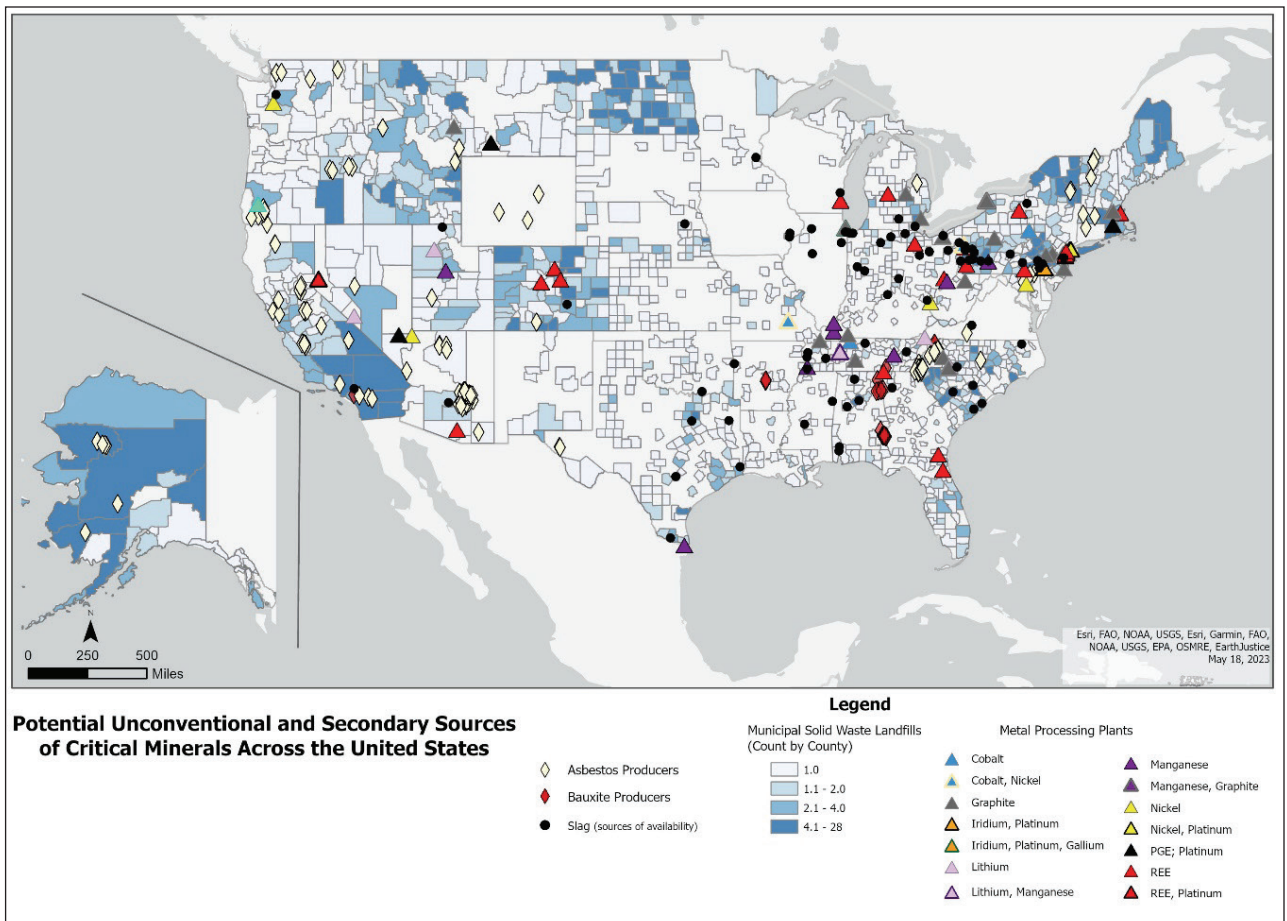 N
0 250 500
Miles
Esri, FAO, NOAA, USGS, Esri, Garmin, FAO,
NOAA, USGS, EPA, OSMRE, EarthJustice
May 18, 2023
Potential Unconventional and Secondary Sources
of Critical Minerals Across the United States
Legend
Asbestos Producers
Bauxite Producers
Slag (sources of availability)
Municipal Solid Waste Landfills
(Count by County)
1.0
1.1 - 2.0
2.1 - 4.0
4.1 - 28
Metal Processing Plants
Cobalt
Cobalt, Nickel
Graphite
Iridium, Platinum
Iridium, Platinum, Gallium
Lithium
Lithium, Manganese
Manganese
Manganese, Graphite
Nickel
Nickel, Platinum
PGE; Platinum
REE
REE, Platinum